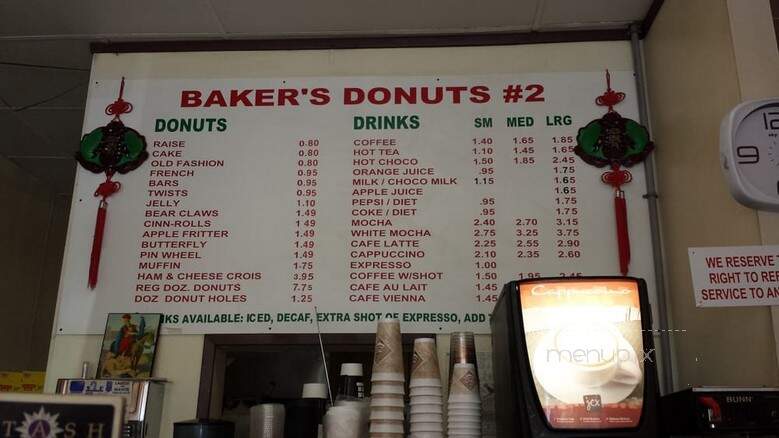 BAKER'S DONUTS #2
DONUTS
RAISE 0.80
CAKE 0.80
OLD FASHION 0.80
FRENCH 0.95
BARS 0.95
TWISTS 0.95
JELLY 1.10
BEAR CLAWS 1.49
CINN-ROLLS 1.49
APPLE FRITTER 1.49
BUTTERFLY 1.49
PIN WHEEL 1.49
MUFFIN 1.75
HAM & CHEESE CROIS 3.95
REG DOZ. DONUTS 7.75
DOZ DONUT HOLES 1.25
DRINKS SM MED LRG
COFFEE 1.40 1.65 1.85
HOT TEA 1.10 1.45 1.65
HOT CHOCO 1.50 1.85 2.45
ORANGE JUICE .95 1.75
MILK / CHOCO MILK 1.15 1.65
APPLE JUICE 1.65
PEPSI / DIET .95 1.75
COKE / DIET .95 1.75
MOCHA 2.40 2.70 3.15
WHITE MOCHA 2.75 3.25 3.75
CAFE LATTE 2.25 2.55 2.90
CAPPUCCINO 2.10 2.35 2.60
EXPRESSO 1.00
COFFEE W/SHOT 1.50 1.95 2.45
CAFE AU LAIT 1.45
CAFE VIENNA 1.45
KS AVAILABLE: ICED, DECAF, EXTRA SHOT OF EXPRESSO, ADD
WE RESERVE T
RIGHT TO REF
SERVICE TO AN
12
9
Cappuccino
menupix
BUNN
TASH